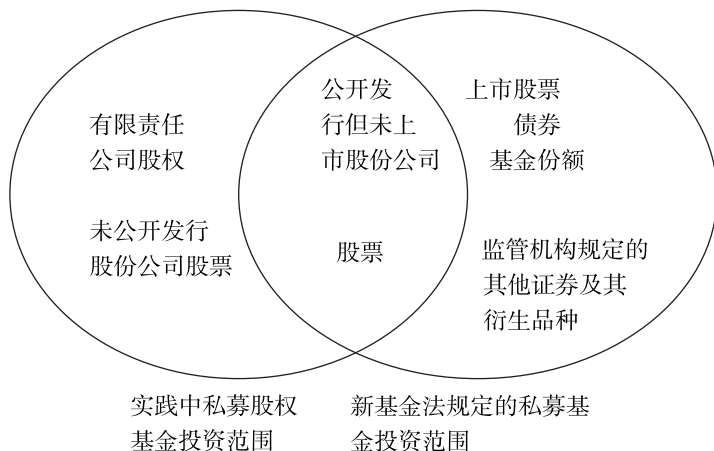 有限责任
公司股权
未公开发行
股份公司股票
公开发
行但未上
市股份公司
股票
上市股票
债券
基金份额
监管机构规定的
其他证券及其
衍生品种
实践中私募股权
基金投资范围
新基金法规定的私募基
金投资范围